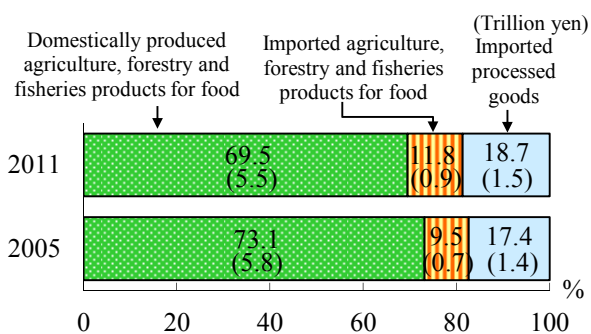 (Trillion yen)
Domestically produced
agriculture, forestry and
fisheries products for food
Imported agriculture,
forestry and fisheries
products for food
Imported
processed
goods
2011
69.5
(5.5)
11.8
(0.9)
18.7
(1.5)
2005
73.1
(5.8)
9.5
(0.7)
17.4
(1.4)
%
0 20 40 60 80 100